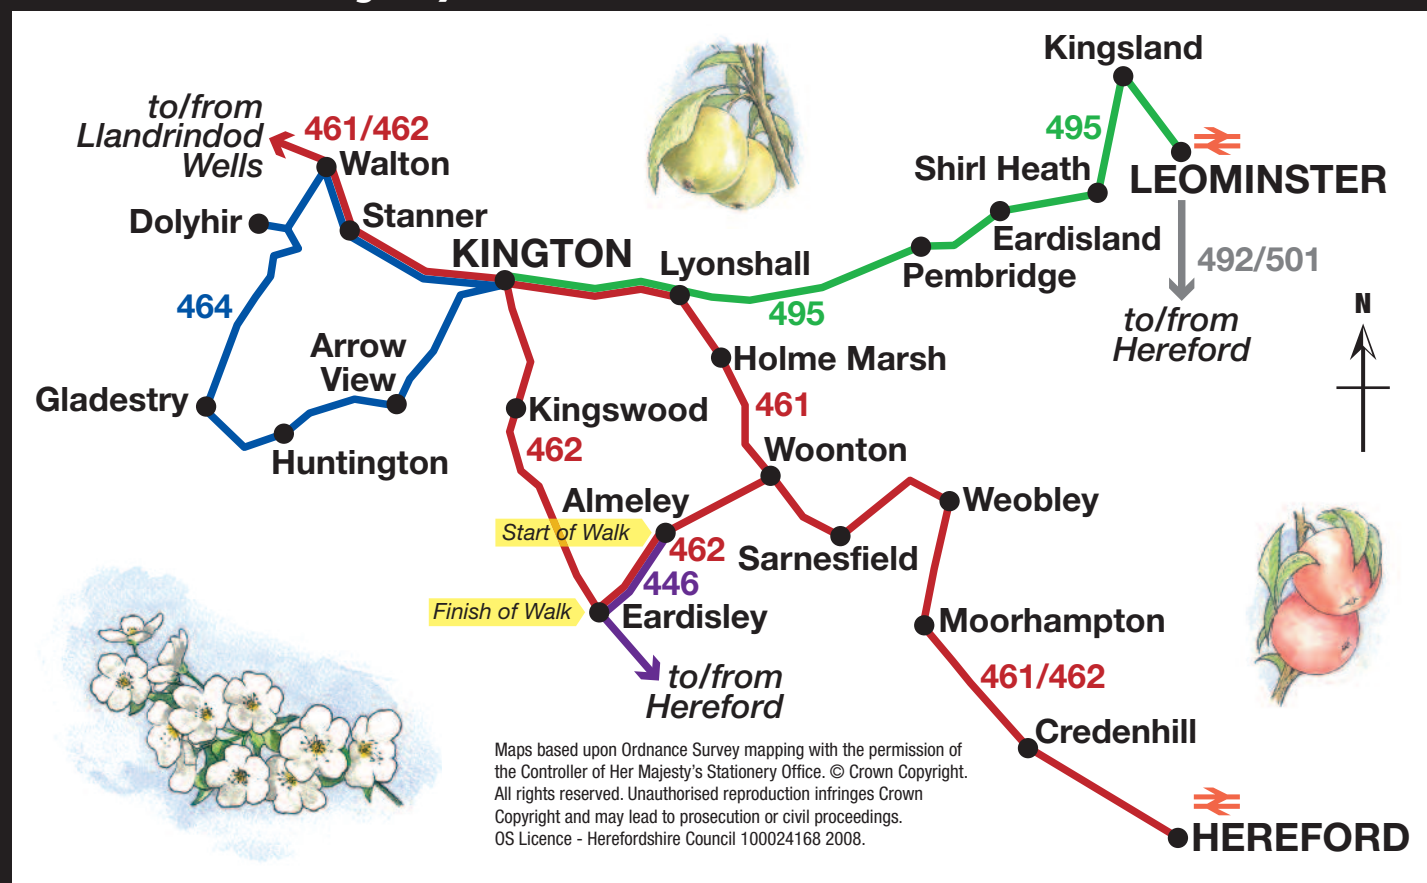 Kingsland
to/from
Llandrindod
Wells
461/462
495
Walton
Shirl Heath
LEOMINSTER
Dolyhir
Stanner
KINGTON
Lyonshall
Eardisland
Pembridge
492/501
464
495
to/from
Hereford
N
Arrow
View
Holme Marsh
Gladestry
Kingswood
461
462
Woonton
Huntington
Almeley
Weobley
Start of Walk
462
Sarnesfield
446
Finish of Walk
Eardisley
Moorhampton
to/from
Hereford
461/462
Credenhill
Maps based upon Ordnance Survey mapping with the permission of
the Controller of Her Majesty's Stationery Office. © Crown Copyright.
All rights reserved. Unauthorised reproduction infringes Crown
Copyright and may lead to prosecution or civil proceedings.
OS Licence - Herefordshire Council 100024168 2008.
HEREFORD